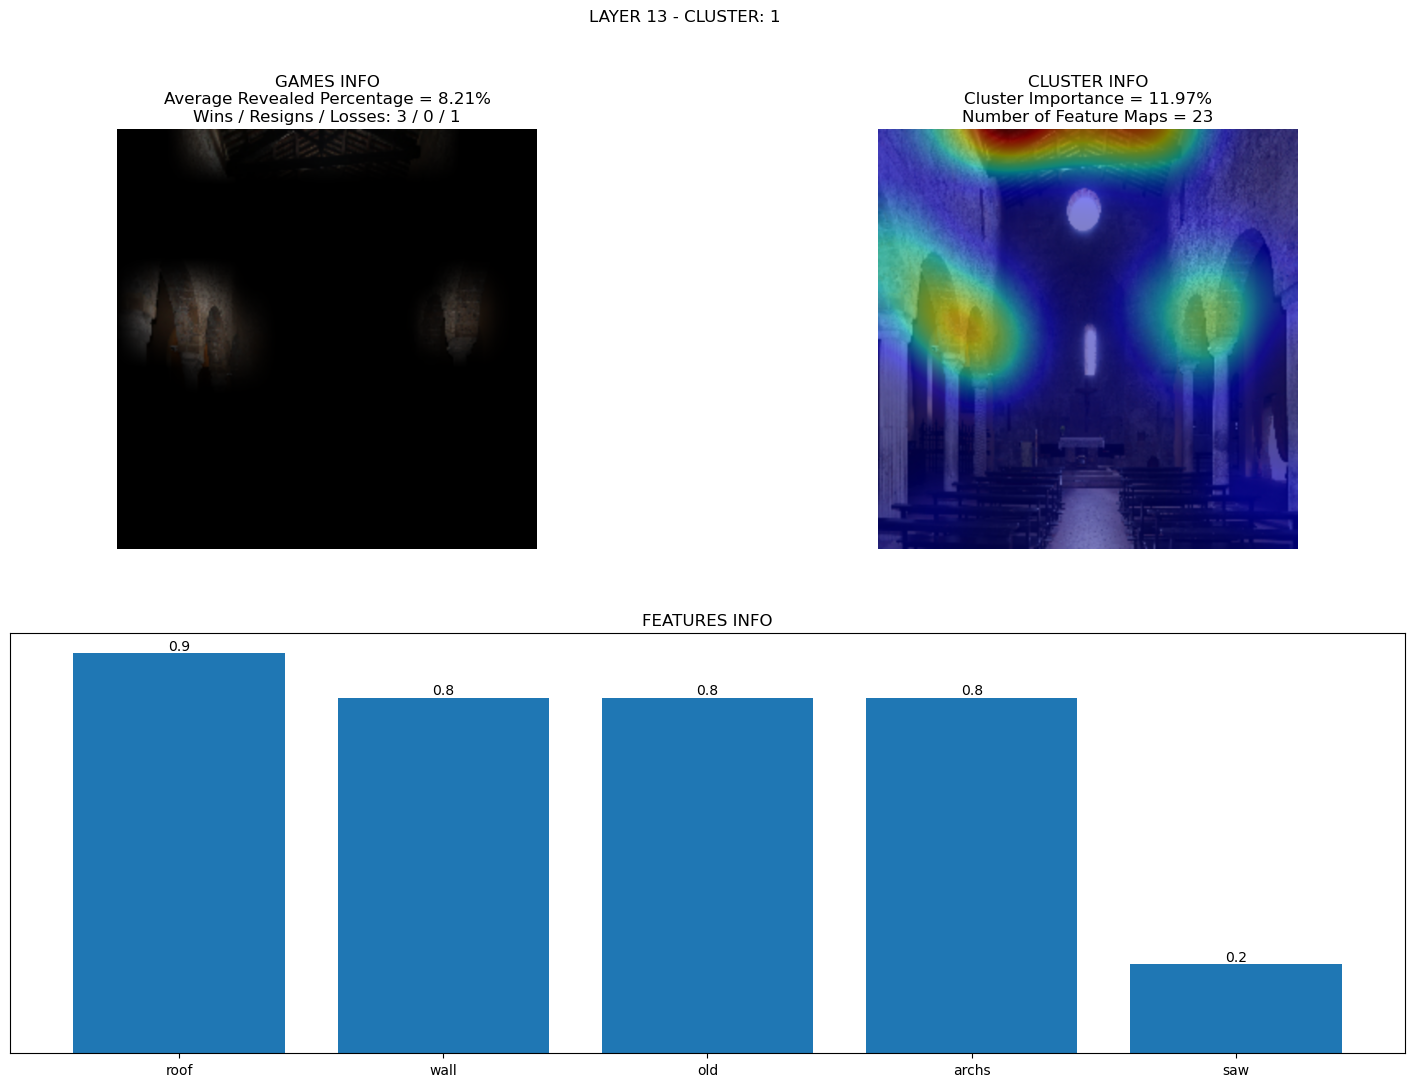 LAYER 13 - CLUSTER: 1
GAMES INFO
Average Revealed Percentage = 8.21%
Wins / Resigns / Losses: 3 / 0 / 1
CLUSTER INFO
Cluster Importance = 11.97%
Number of Feature Maps = 23
FEATURES INFO
0.9
0.8
0.8
0.8
0.2
roof
wall
old
archs
saw